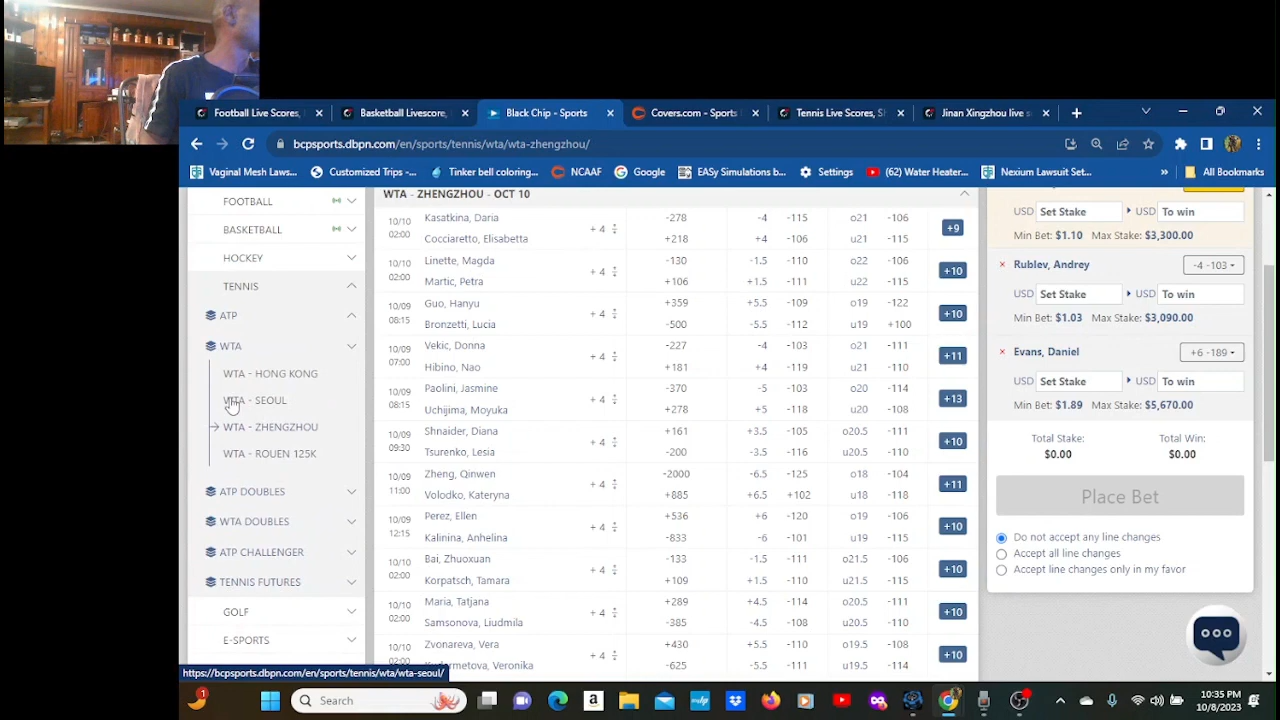 Football Live Scores,
Basketball Livescore,
Black Chip - Sports
Covers.com - Sports
Tennis Live Scores, S
Jinan Xingzhou live s
bcpsports.dbpn.com/en/sports/tennis/wta/wta-zhengzhou/
Vaginal Mesh Laws...
Customized Trips -...
Tinker bell coloring...
NCAAF
Google
EASy Simulations b...
Settings
(62) Water Heater...
Nexium Lawsuit Set...
»
All Bookmarks
FOOTBALL
BASKETBALL
HOCKEY
TENNIS
ATP
WTA
WTA - HONG KONG
WTA - SEOUL
WTA - ZHENGZHOU
WTA - ROUEN 125K
ATP DOUBLES
WTA DOUBLES
ATP CHALLENGER
TENNIS FUTURES
GOLF
E-SPORTS
https://bcpsports.dbpn.com/en/sports/tennis/wta/wta-seoul/
WTA - ZHENGZHOU - OCT 10
10/10 Kasatkina, Daria + 4 -278 -4 -115 o21 -106 +9
02:00 Cocciaretto, Elisabetta +218 +4 -106 u21 -115
10/10 Linette, Magda + 4 -130 -1.5 -110 o22 -106 +10
02:00 Martic, Petra +106 +1.5 -111 u22 -115
10/09 Guo, Hanyu + 4 +359 +5.5 -109 o19 -122 +10
08:15 Bronzetti, Lucia -500 -5.5 -112 u19 +100
10/09 Vekic, Donna + 4 -227 -4 -103 o21 -111 +11
07:00 Hibino, Nao +181 +4 -119 u21 -110
10/09 Paolini, Jasmine + 4 -370 -5 -103 o20 -114 +13
08:15 Uchijima, Moyuka +278 +5 -118 u20 -108
10/09 Shnaider, Diana + 4 +161 +3.5 -105 o20.5 -111 +10
09:30 Tsurenko, Lesia -200 -3.5 -116 u20.5 -110
10/09 Zheng, Qinwen + 4 -2000 -6.5 -125 o18 -104 +11
11:00 Volodko, Kateryna +885 +6.5 +102 u18 -118
10/09 Perez, Ellen + 4 +536 +6 -120 o19 -106 +10
12:15 Kalinina, Anhelina -833 -6 -101 u19 -115
10/10 Bai, Zhuoxuan + 4 -133 -1.5 -111 o21.5 -106 +10
02:00 Korpatsch, Tamara +109 +1.5 -110 u21.5 -115
10/10 Maria, Tatjana + 4 +289 +4.5 -114 o20.5 -111 +10
02:00 Samsonova, Liudmila -385 -4.5 -108 u20.5 -110
10/10 Zvonareva, Vera + 4 +430 +5.5 -110 o19.5 -108 +10
02:00 Kudermetova, Veronika -625 -5.5 -111 u19.5 -114
USD Set Stake USD To win
Min Bet: $1.10 Max Stake: $3,300.00
Rublev, Andrey -4 -103
USD Set Stake USD To win
Min Bet: $1.03 Max Stake: $3,090.00
Evans, Daniel +6 -189
USD Set Stake USD To win
Min Bet: $1.89 Max Stake: $5,670.00
Total Stake: Total Win:
$0.00 $0.00
Place Bet
Do not accept any line changes
Accept all line changes
Accept line changes only in my favor
1
Search
10:35 PM
10/8/2023